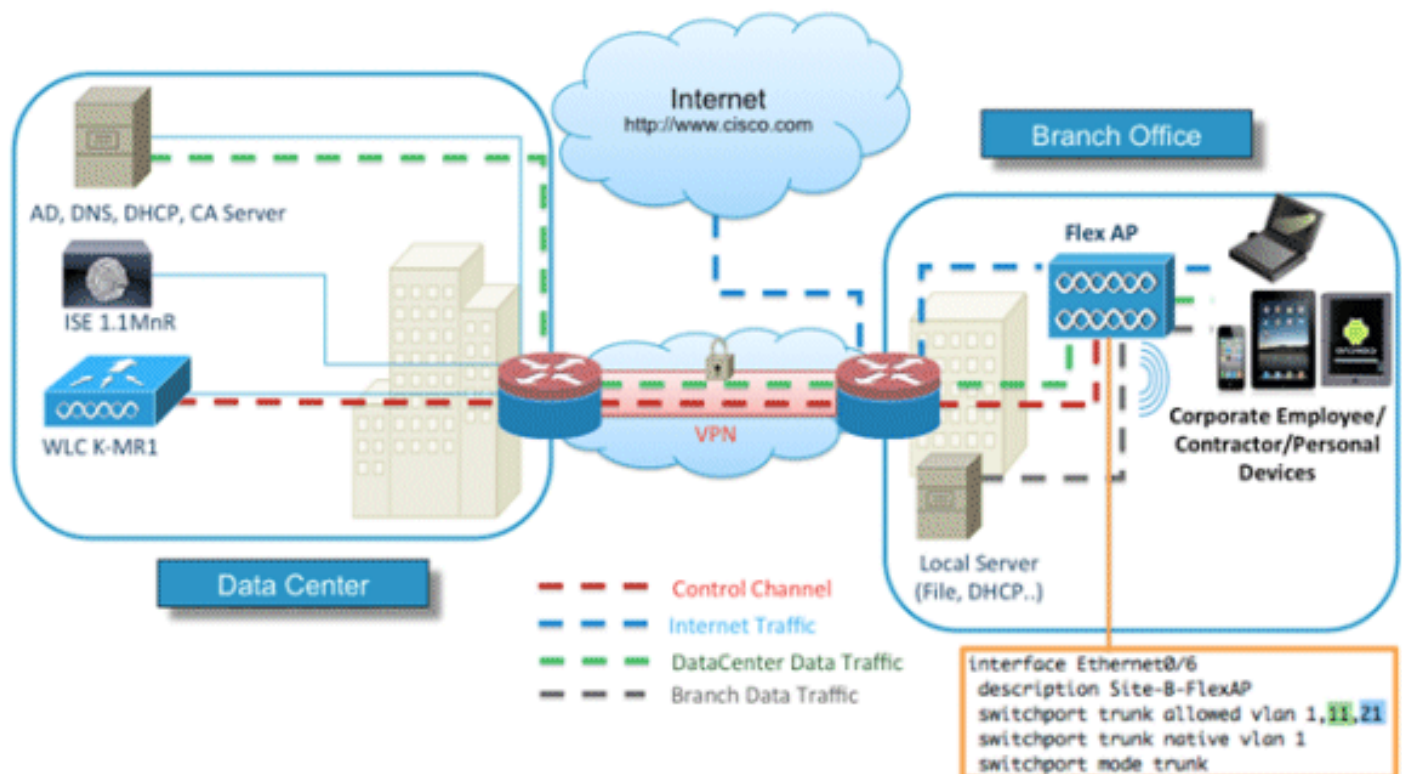 Internet
http://www.cisco.com
Branch Office
AD, DNS, DHCP, CA Server
ISE 1.1MnR
WLC K-MR1
Data Center
VPN
Flex AP
Corporate Employee/
Contractor/Personal
Devices
Local Server
(File, DHCP..)
Control Channel
Internet Traffic
DataCenter Data Traffic
Branch Data Traffic
interface Ethernet0/6
description Site-B-FlexAP
switchport trunk allowed vlan 1,11,21
switchport trunk native vlan 1
switchport mode trunk